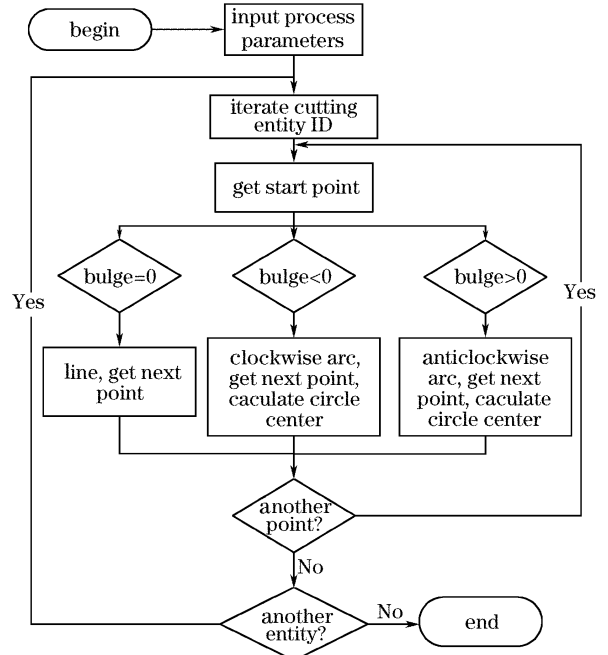 begin
input process
parameters
iterate cutting
entity ID
get start point
bulge=0
bulge<0
bulge>0
Yes
Yes
line, get next
point
clockwise arc,
get next point,
caculate circle
center
anticlockwise
arc, get next
point, caculate
circle center
another
point?
No
another
entity?
No
end